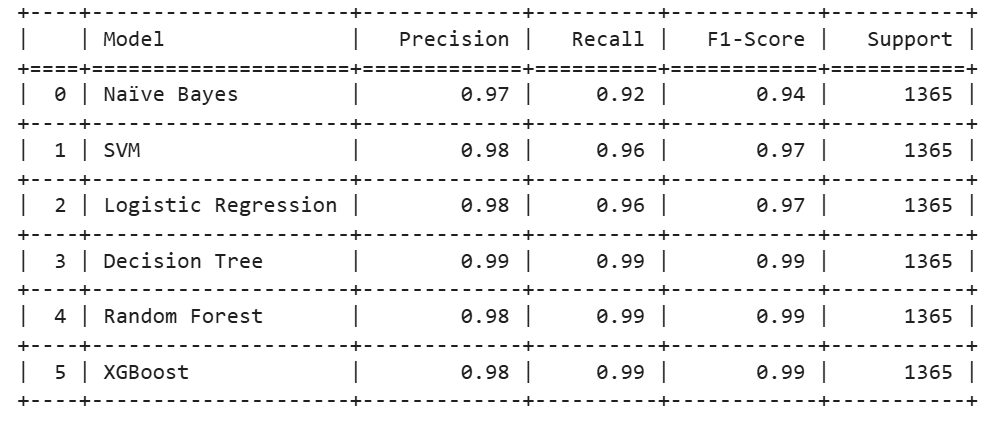 +----+---------------------+-------------+----------+------------+-----------+
|    | Model               |   Precision |   Recall |   F1-Score |   Support |
+====+=====================+=============+==========+============+===========+
|  0 | Naïve Bayes         |        0.97 |     0.92 |       0.94 |      1365 |
+----+---------------------+-------------+----------+------------+-----------+
|  1 | SVM                 |        0.98 |     0.96 |       0.97 |      1365 |
+----+---------------------+-------------+----------+------------+-----------+
|  2 | Logistic Regression |        0.98 |     0.96 |       0.97 |      1365 |
+----+---------------------+-------------+----------+------------+-----------+
|  3 | Decision Tree       |        0.99 |     0.99 |       0.99 |      1365 |
+----+---------------------+-------------+----------+------------+-----------+
|  4 | Random Forest       |        0.98 |     0.99 |       0.99 |      1365 |
+----+---------------------+-------------+----------+------------+-----------+
|  5 | XGBoost             |        0.98 |     0.99 |       0.99 |      1365 |
+----+---------------------+-------------+----------+------------+-----------+